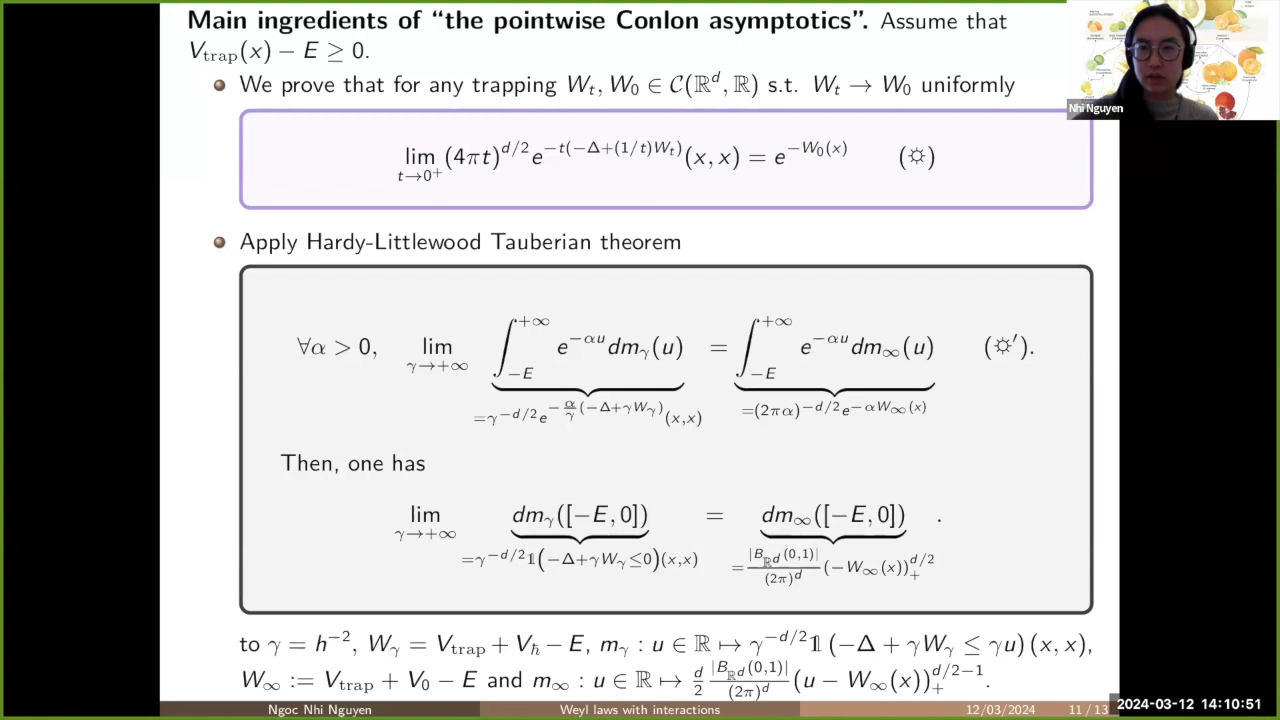 Main ingredients of “the pointwise Conlon asymptotics”. Assume that
V_trap(x) − E ≥ 0.
We prove that for any trapping W_t, W_0 ∈ C(ℝ^d ℝ) s.t. W_t → W_0 uniformly
lim_{t→0^+} (4πt)^{d/2} e^{−t(−Δ+(1/t)W_t)}(x, x) = e^{−W_0(x)} (☼)
Nhi Nguyen
Apply Hardy-Littlewood Tauberian theorem
∀α > 0, lim_{γ→+∞} ∫_{−E}^{+∞} e^{−αu} dm_γ(u) = ∫_{−E}^{+∞} e^{−αu} dm_∞(u) (☼′).
=γ^{−d/2} e^{−α/γ(−Δ+γW_γ)}(x,x) =(2πα)^{−d/2} e^{−αW_∞(x)}
Then, one has
lim_{γ→+∞} dm_γ([−E, 0]) = dm_∞([−E, 0]) .
=γ^{−d/2} 𝟙(−Δ+γW_γ≤0)(x,x) =|B_{ℝ^d}(0,1)|/(2π)^d (−W_∞(x))_+^{d/2}
to γ = h^{−2}, W_γ = V_trap + V_ℏ − E, m_γ : u ∈ ℝ ↦ γ^{−d/2} 𝟙 (−Δ + γW_γ ≤ γu) (x, x),
W_∞ := V_trap + V_0 − E and m_∞ : u ∈ ℝ ↦ d/2 |B_{ℝ^d}(0,1)|/(2π)^d (u − W_∞(x))_+^{d/2−1}.
Ngoc Nhi Nguyen Weyl laws with interactions 12/03/2024 11 / 13
2024-03-12 14:10:51